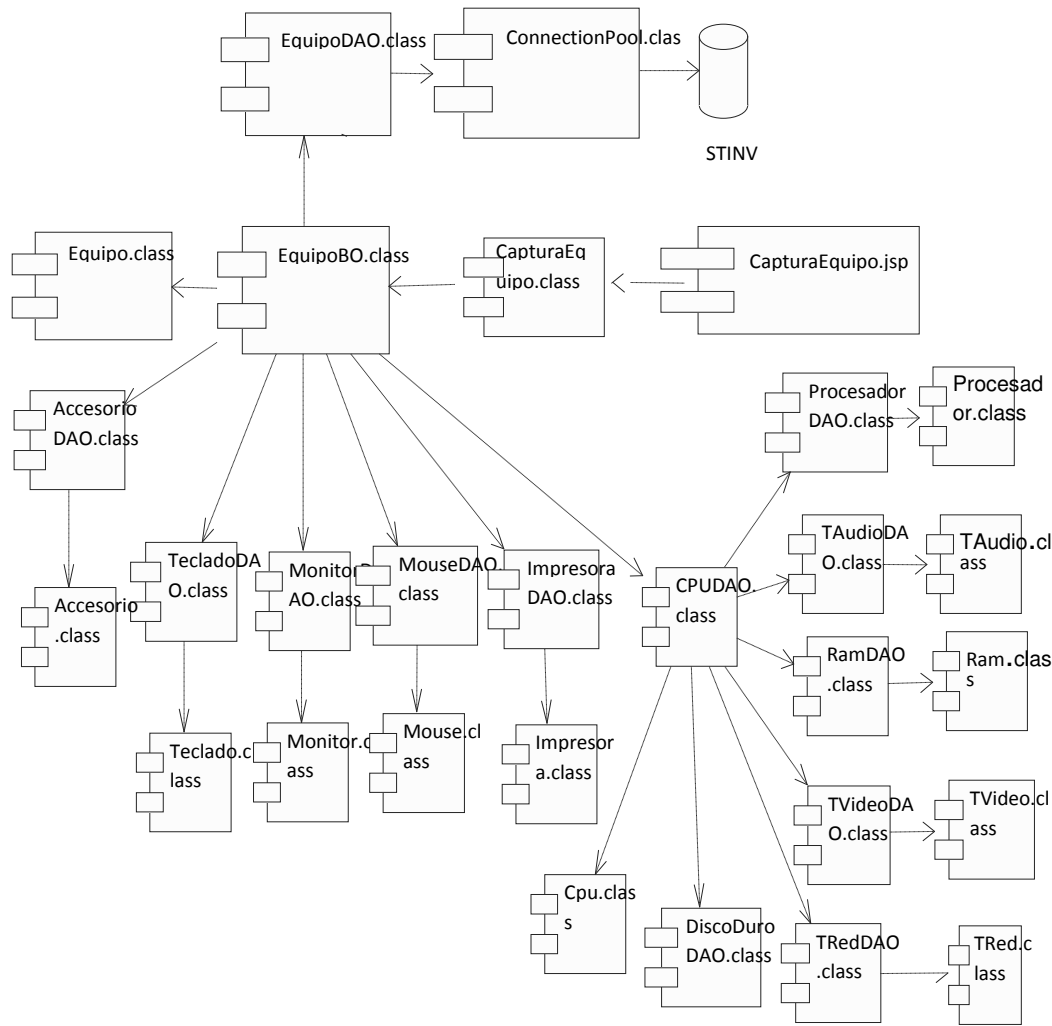 EquipoDAO.class
ConnectionPool.clas
STINV
Equipo.class
EquipoBO.class
CapturaEq
uipo.class
CapturaEquipo.jsp
Accesorio
DAO.class
Procesador
DAO.class
Procesad
or.class
TecladoDA
O.class
MonitorD
AO.class
MouseDAO.
class
Impresora
DAO.class
CPUDAO.
class
TAudioDA
O.class
TAudio.cl
ass
Accesorio
.class
RamDAO
.class
Ram.clas
s
Teclado.c
lass
Monitor.c
ass
Mouse.cl
ass
Impresor
a.class
TVideoDA
O.class
TVideo.cl
ass
Cpu.clas
s
DiscoDuro
DAO.class
TRedDAO
.class
TRed.c
lass